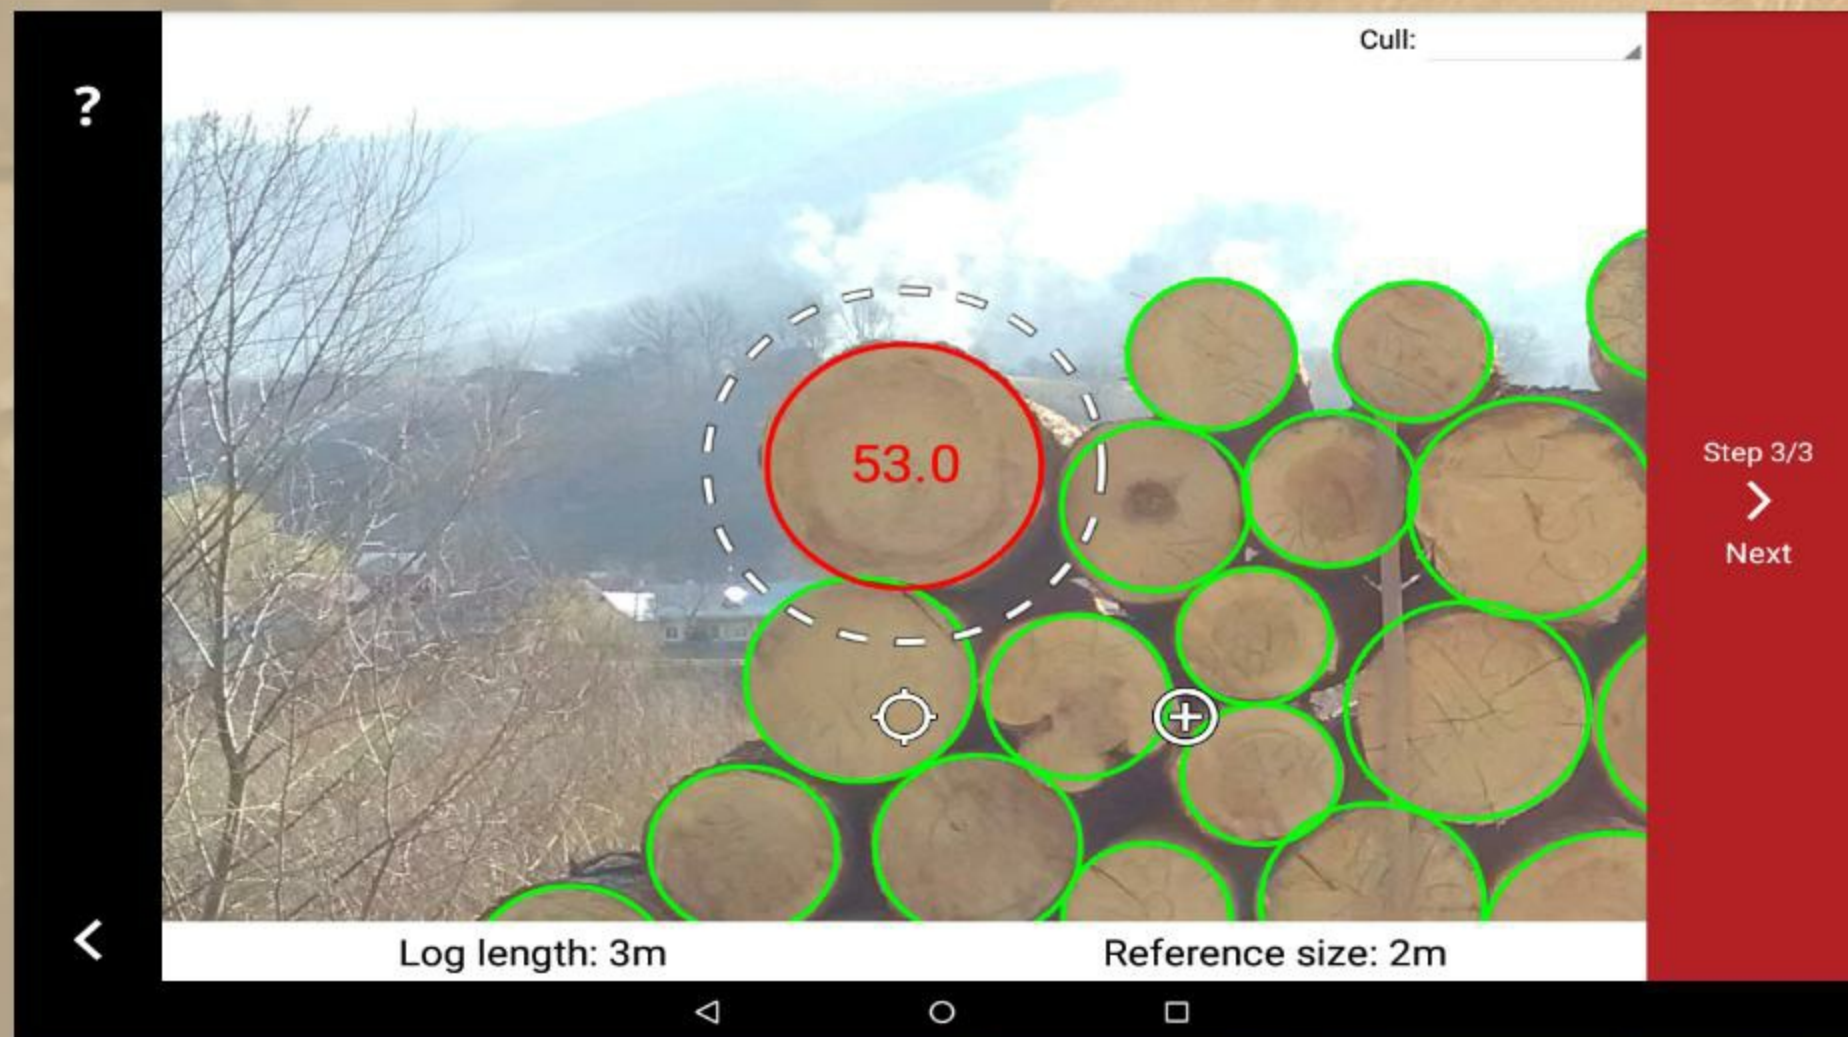 Cull:
?
53.0
Step 3/3
Next
Log length: 3m
Reference size: 2m